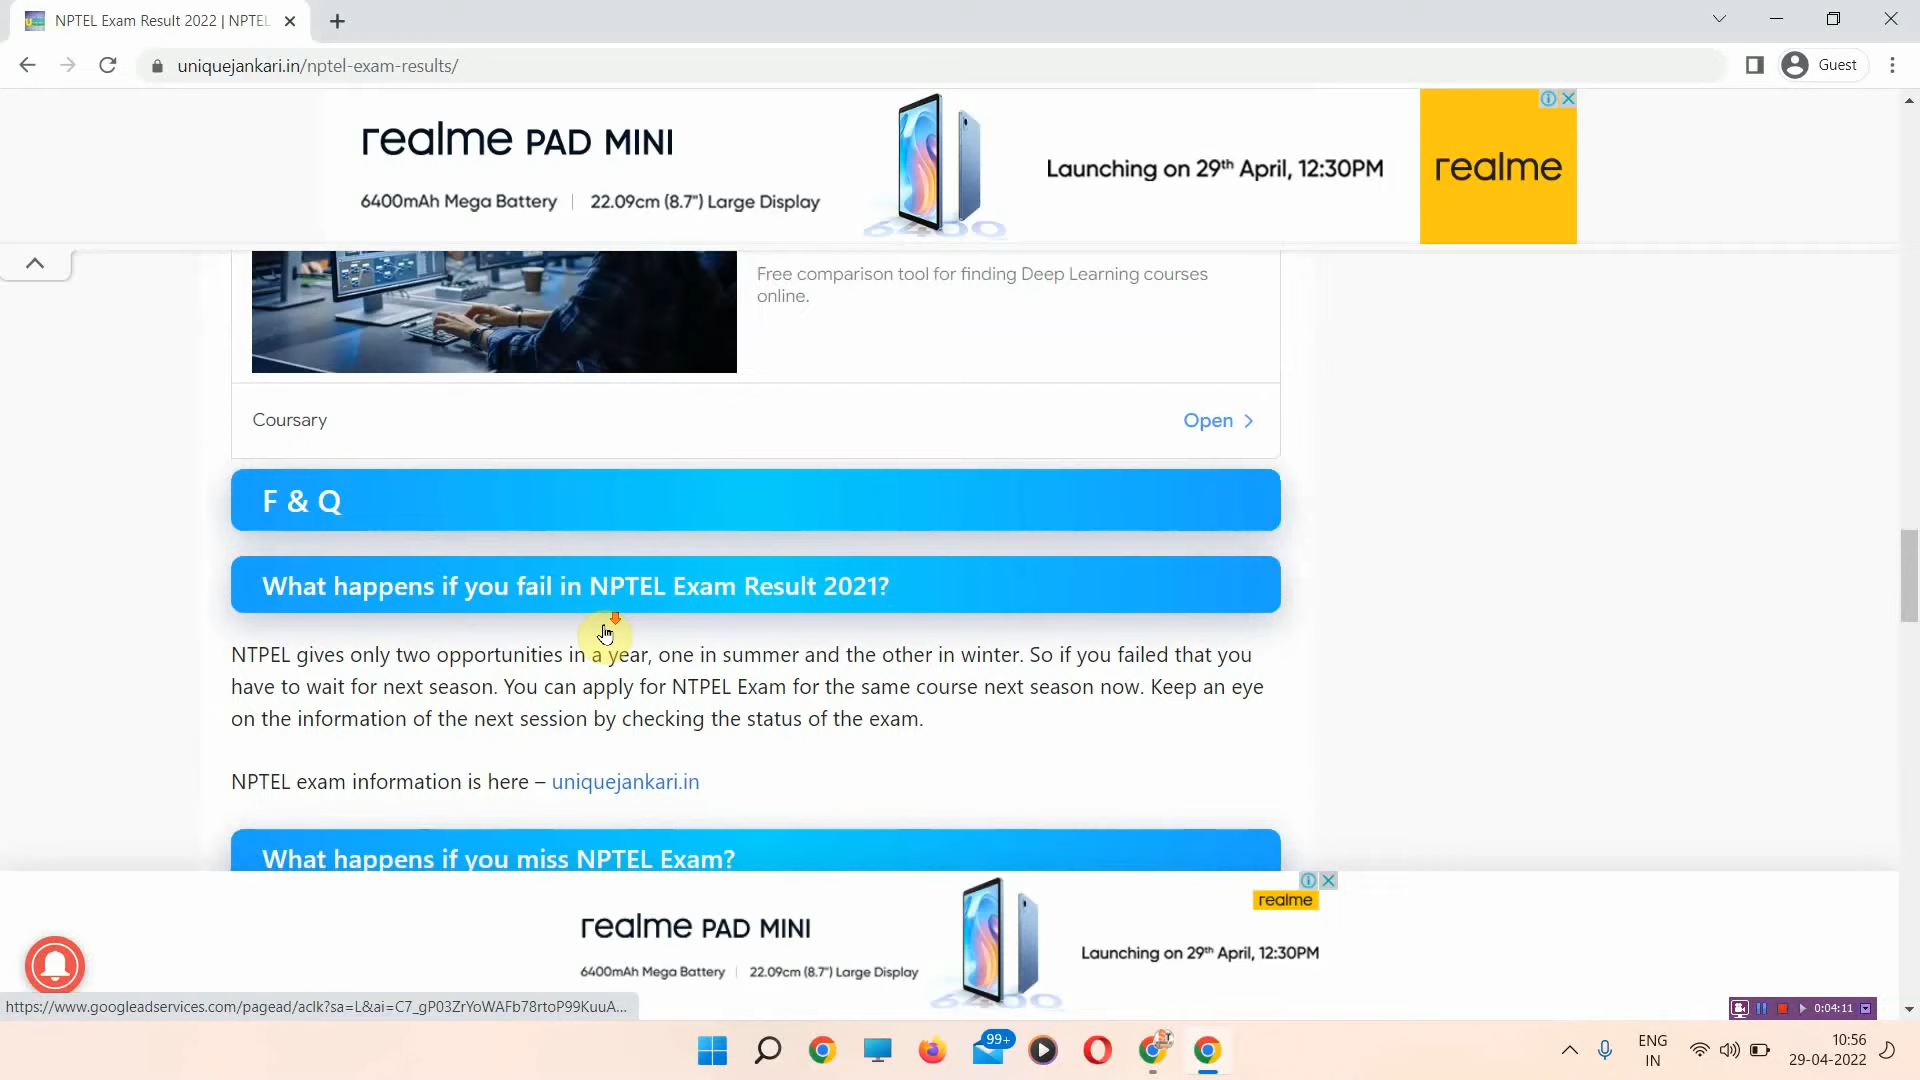 NPTEL Exam Result 2022 | NPTEL
uniquejankari.in/nptel-exam-results/
Guest
realme PAD MINI
6400mAh Mega Battery | 22.09cm (8.7") Large Display
6400
Launching on 29th April, 12:30PM
realme
Free comparison tool for finding Deep Learning courses
online.
Coursary
Open
F & Q
What happens if you fail in NPTEL Exam Result 2021?
NTPEL gives only two opportunities in a year, one in summer and the other in winter. So if you failed that you
have to wait for next season. You can apply for NTPEL Exam for the same course next season now. Keep an eye
on the information of the next session by checking the status of the exam.
NPTEL exam information is here – uniquejankari.in
What happens if you miss NPTEL Exam?
realme PAD MINI
6400mAh Mega Battery | 22.09cm (8.7") Large Display
6400
Launching on 29th April, 12:30PM
realme
https://www.googleadservices.com/pagead/aclk?sa=L&ai=C7_gP03ZrYoWAFb78rtoP99KuuA...
0:04:11
99+
ENG
IN
10:56
29-04-2022